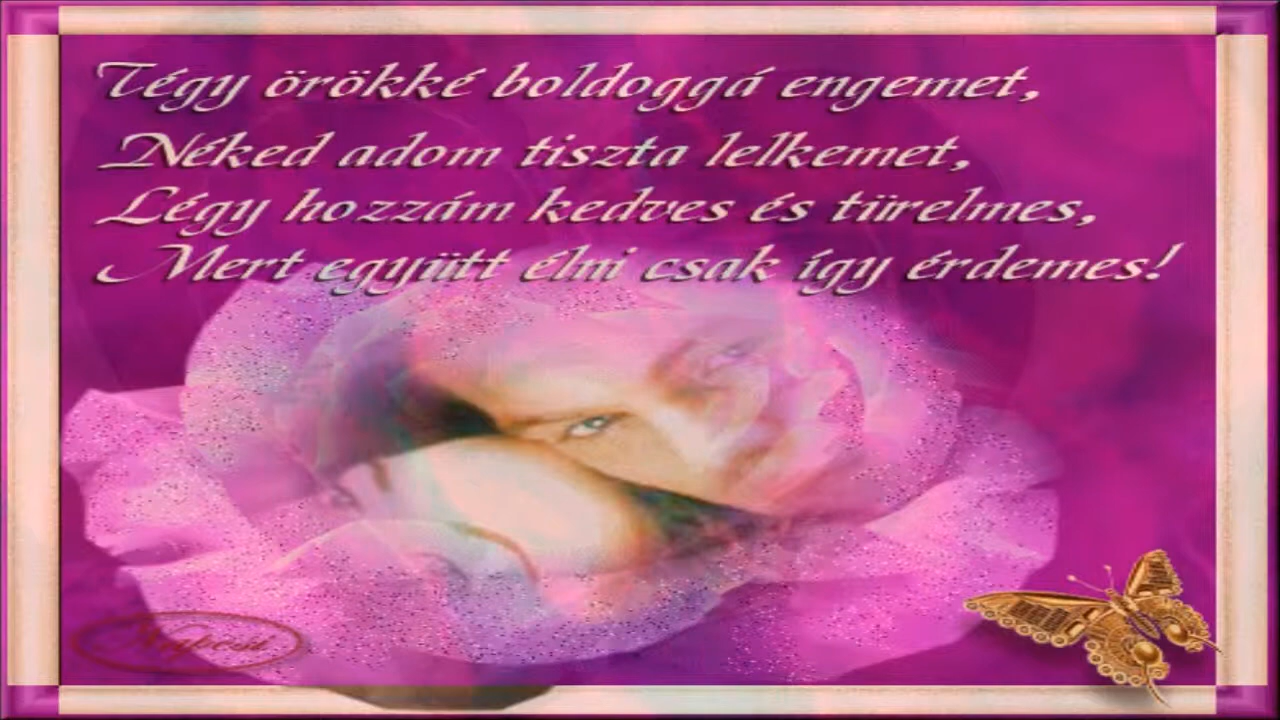 Tégy örökké boldoggá engemet,
Néked adom tiszta lelkemet,
Légy hozzám kedves és türelmes,
Mert együtt élni csak így érdemes!